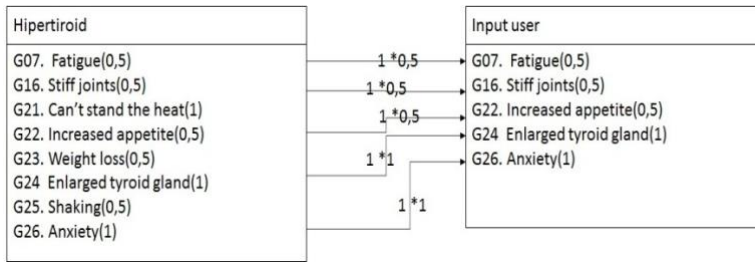 Hipertiroid
G07. Fatigue(0,5)
G16. Stiff joints(0,5)
G21. Can't stand the heat(1)
G22. Increased appetite(0,5)
G23. Weight loss(0,5)
G24 Enlarged tyroid gland(1)
G25. Shaking(0,5)
G26. Anxiety(1)
1 *0,5
1 *0,5
1 *0,5
1 *1
1 *1
Input user
G07. Fatigue(0,5)
G16. Stiff joints(0,5)
G22. Increased appetite(0,5)
G24 Enlarged tyroid gland(1)
G26. Anxiety(1)